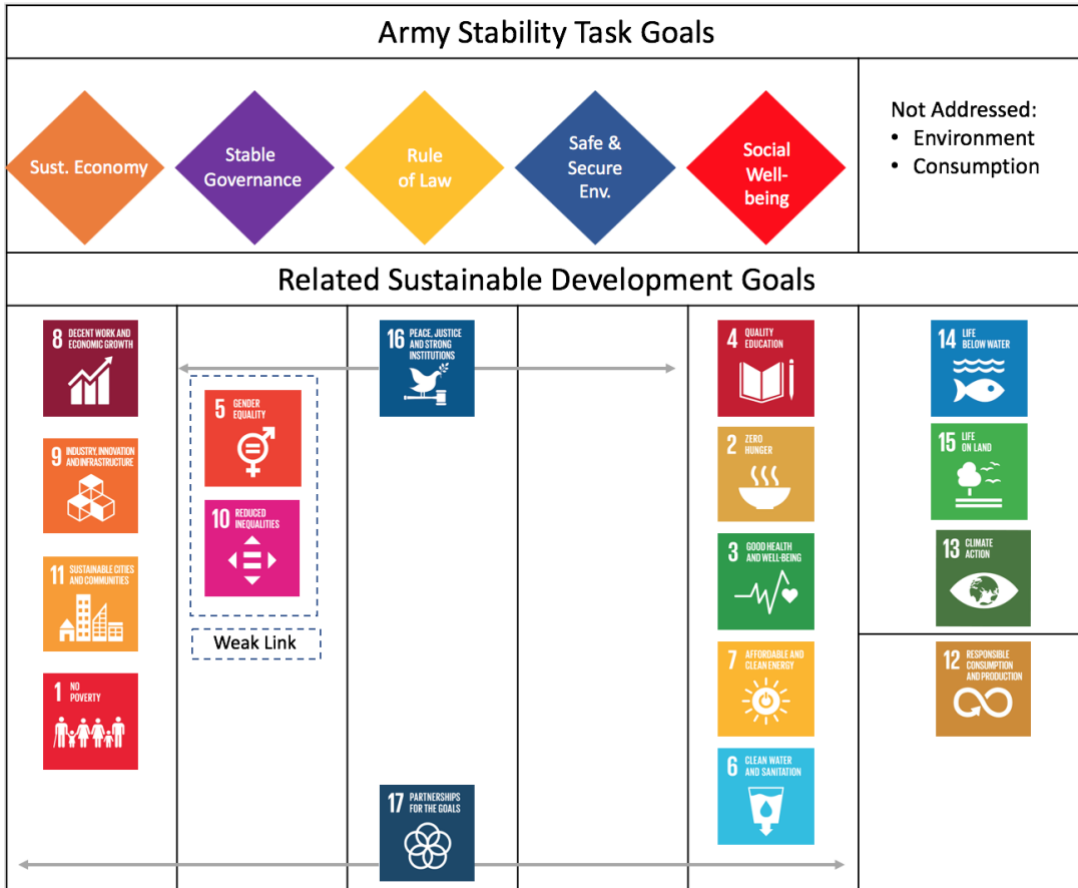 Army Stability Task Goals
Sust. Economy
Stable
Governance
Rule
of Law
Safe &
Secure
Env.
Social
Well-
being
Not Addressed:
• Environment
• Consumption
Related Sustainable Development Goals
8 DECENT WORK AND
ECONOMIC GROWTH
9 INDUSTRY, INNOVATION
AND INFRASTRUCTURE
11 SUSTAINABLE CITIES
AND COMMUNITIES
1 NO
POVERTY
5 GENDER
EQUALITY
10 REDUCED
INEQUALITIES
Weak Link
16 PEACE, JUSTICE
AND STRONG
INSTITUTIONS
17 PARTNERSHIPS
FOR THE GOALS
4 QUALITY
EDUCATION
2 ZERO
HUNGER
3 GOOD HEALTH
AND WELL-BEING
7 AFFORDABLE AND
CLEAN ENERGY
6 CLEAN WATER
AND SANITATION
14 LIFE
BELOW WATER
15 LIFE
ON LAND
13 CLIMATE
ACTION
12 RESPONSIBLE
CONSUMPTION
AND PRODUCTION